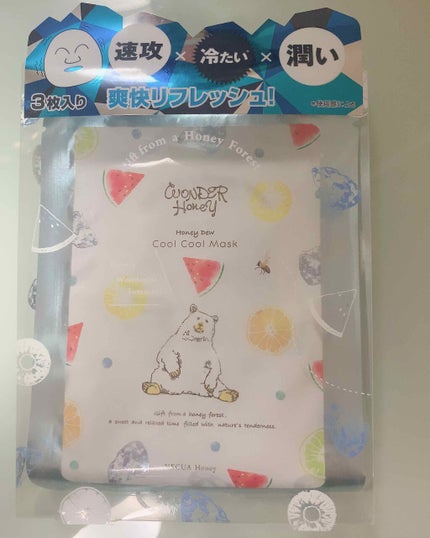 速攻 × 冷たい × 潤い
3枚入り 爽快リフレッシュ!
Gift from a Honey Forest
WONDER
HoneY
Honey Dew
Cool Cool Mask
Gift from a honey forest.
A sweet and relaxed time filled with nature's tenderness.
VECUA Honey